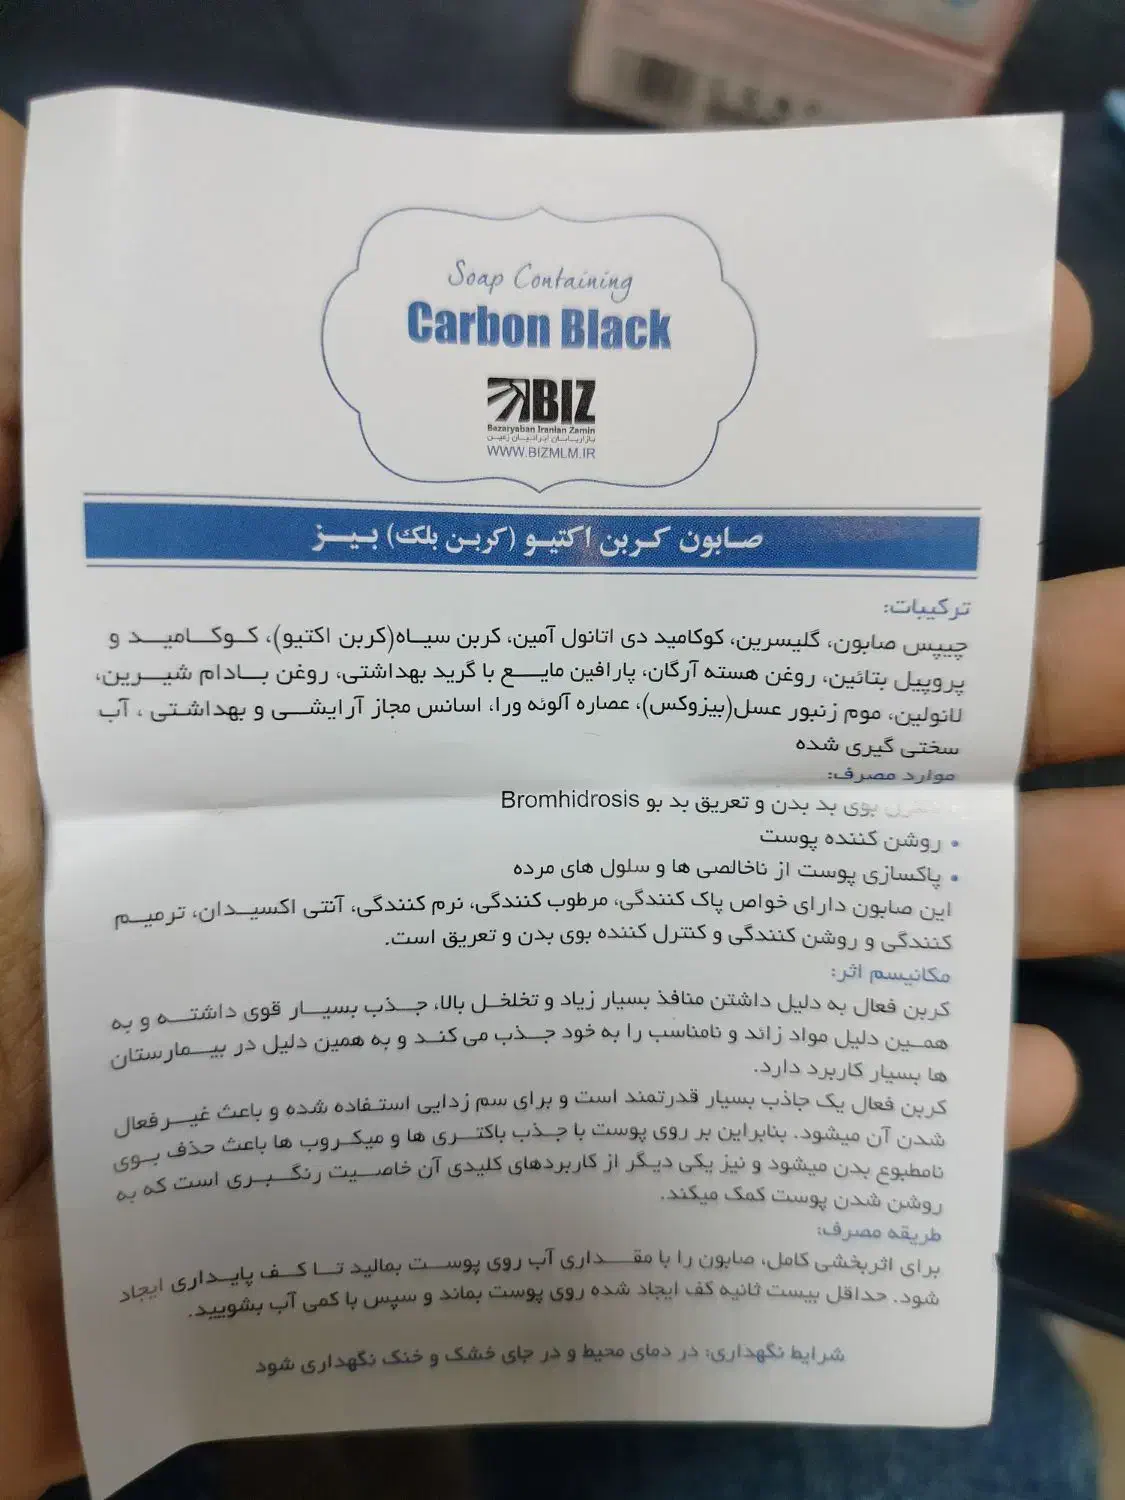 Soap Containing
Carbon Black
BIZ
Bazaryaban Iranian Zamin
بازاریابان ایرانیان زمین
WWW.BIZMLM.IR
صابون کربن اکتیو (کربن بلک) بیز
ترکیبات:
چیپس صابون، گلیسرین، کوکامید دی اتانول آمین، کربن سیاه(کربن اکتیو)، کوکامید و
پروپیل بتائین، روغن هسته آرگان، پارافین مایع با گرید بهداشتی، روغن بادام شیرین،
لانولین، موم زنبور عسل(بیزوکس)، عصاره آلوئه ورا، اسانس مجاز آرایشی و بهداشتی ، آب
سختی گیری شده
موارد مصرف:
• کنترل بوی بد بدن و تعریق بد بو Bromhidrosis
• روشن کننده پوست
• پاکسازی پوست از ناخالصی ها و سلول های مرده
این صابون دارای خواص پاک کنندگی، مرطوب کنندگی، نرم کنندگی، آنتی اکسیدان، ترمیم
کنندگی و روشن کنندگی و کنترل کننده بوی بدن و تعریق است.
مکانیسم اثر:
کربن فعال به دلیل داشتن منافذ بسیار زیاد و تخلخل بالا، جذب بسیار قوی داشته و به
همین دلیل مواد زائد و نامناسب را به خود جذب می کند و به همین دلیل در بیمارستان
ها بسیار کاربرد دارد.
کربن فعال یک جاذب بسیار قدرتمند است و برای سم زدایی استفاده شده و باعث غیرفعال
شدن آن میشود. بنابراین بر روی پوست با جذب باکتری ها و میکروب ها باعث حذف بوی
نامطبوع بدن میشود و نیز یکی دیگر از کاربردهای کلیدی آن خاصیت رنگبری است که به
روشن شدن پوست کمک میکند.
طریقه مصرف:
برای اثربخشی کامل، صابون را با مقداری آب روی پوست بمالید تا کف پایداری ایجاد
شود. حداقل بیست ثانیه کف ایجاد شده روی پوست بماند و سپس با کمی آب بشویید.
شرایط نگهداری: در دمای محیط و در جای خشک و خنک نگهداری شود